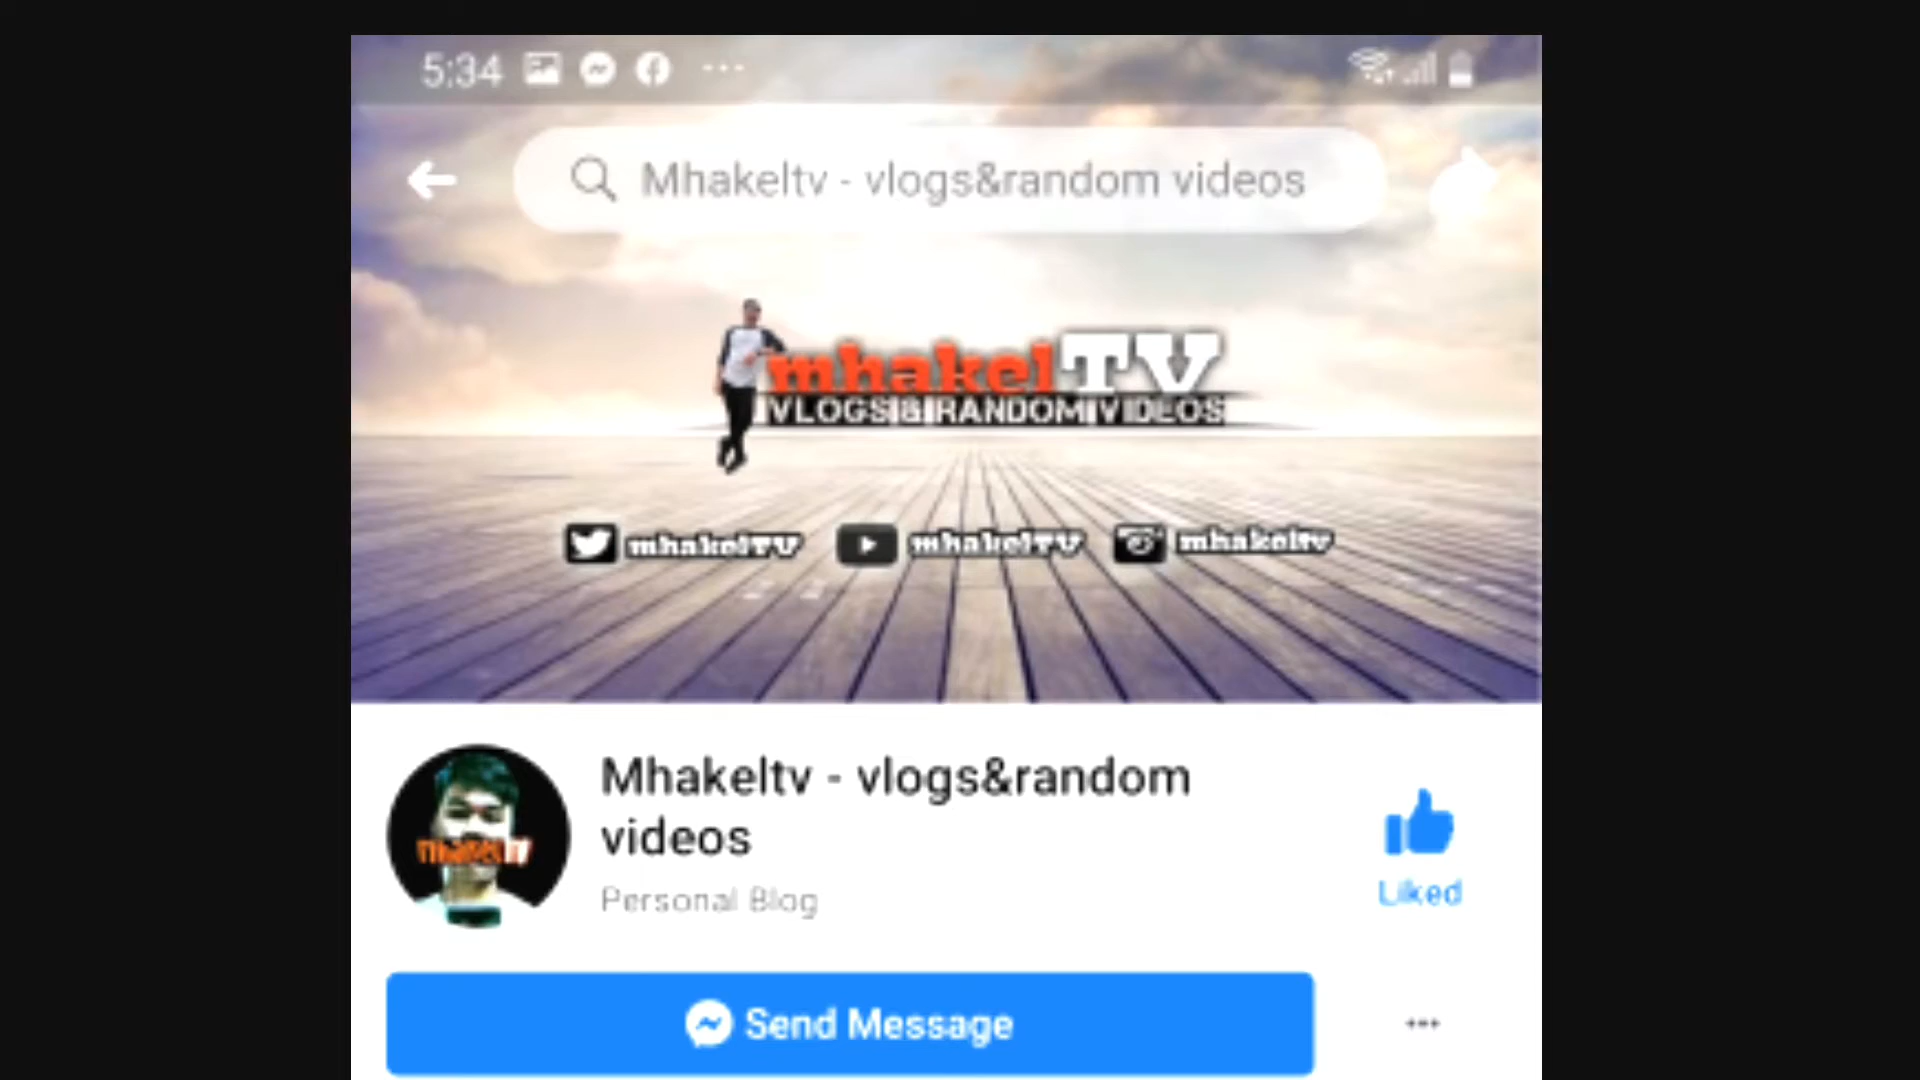 5:34
Mhakeltv - vlogs&random videos
mhakelTV
VLOGS & RANDOM VIDEOS
mhakelTV mhakelTV mhakeltv
Mhakeltv - vlogs&random
videos
mhakelTV
Personal Blog
Liked
Send Message